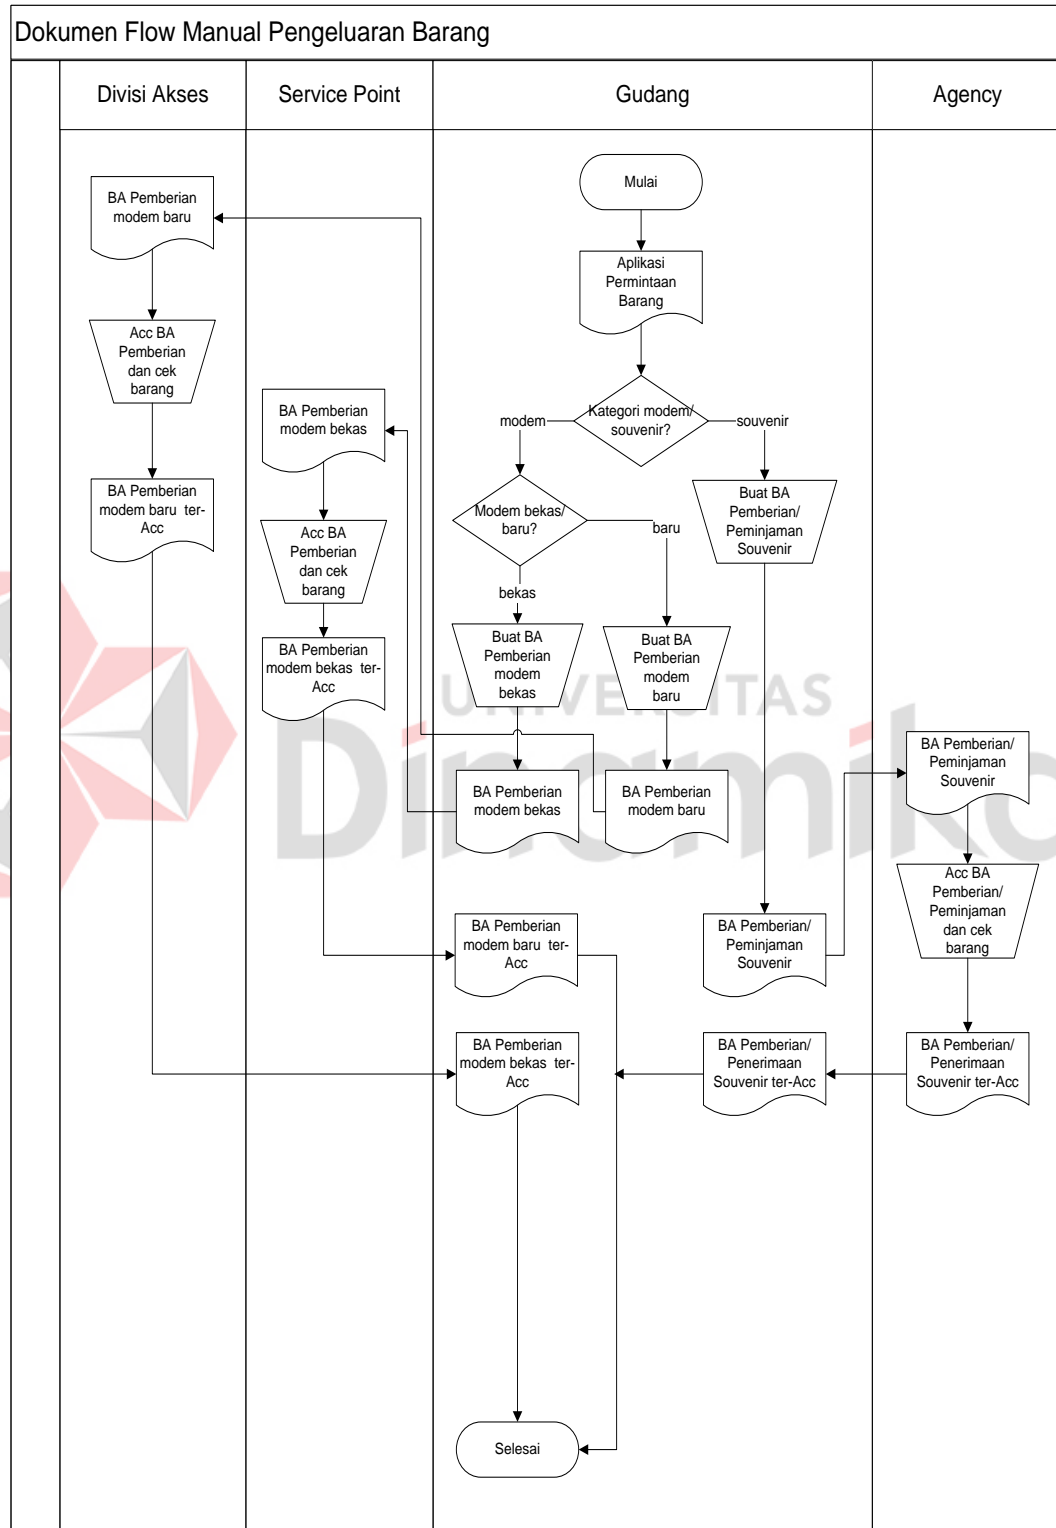 Dokumen Flow Manual Pengeluaran Barang
Divisi Akses
Service Point
Gudang
Agency
BA Pemberian
modem baru
Acc BA
Pemberian
dan cek
barang
BA Pemberian
modem baru ter-
Acc
BA Pemberian
modem bekas
Acc BA
Pemberian
dan cek
barang
BA Pemberian
modem bekas ter-
Acc
Mulai
Aplikasi
Permintaan
Barang
Kategori modem/
souvenir?
modem
souvenir
Modem bekas/
baru?
baru
bekas
Buat BA
Pemberian/
Peminjaman
Souvenir
Buat BA
Pemberian
modem
bekas
Buat BA
Pemberian
modem
baru
BA Pemberian
modem bekas
BA Pemberian
modem baru
BA Pemberian
modem baru ter-
Acc
BA Pemberian/
Peminjaman
Souvenir
BA Pemberian
modem bekas ter-
Acc
BA Pemberian/
Penerimaan
Souvenir ter-Acc
Selesai
BA Pemberian/
Peminjaman
Souvenir
Acc BA
Pemberian/
Peminjaman
dan cek
barang
BA Pemberian/
Penerimaan
Souvenir ter-Acc
UNIVERSITAS
Dinamika